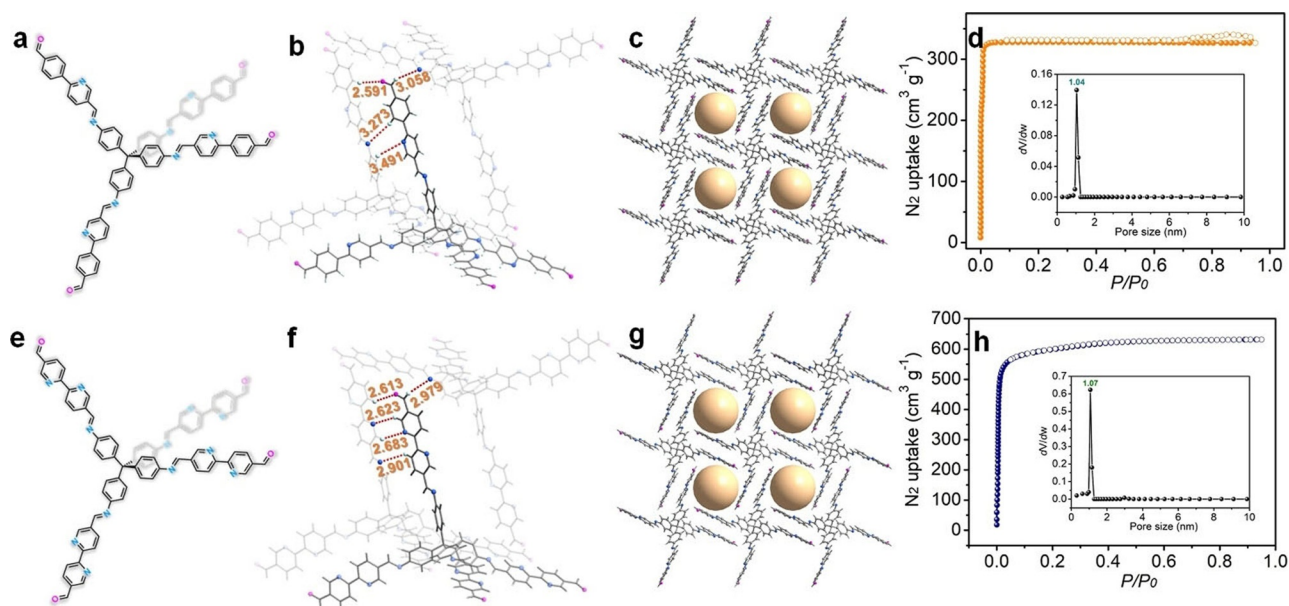 a
b
c
d
O
N
N
N
N
N
N
N
N
O
O
O
2.591
3.058
3.273
3.491
N2 uptake (cm3 g-1)
300
200
100
0
0.0 0.2 0.4 0.6 0.8 1.0
P/P0
dV/dw
0.16
0.12
0.08
0.04
0.00
1.04
0 2 4 6 8 10
Pore size (nm)
e
f
g
h
O
N
N
N
N
N
N
N
N
N
N
N
N
O
O
O
2.613
2.979
2.623
2.683
2.901
N2 uptake (cm3 g-1)
700
600
500
400
300
200
100
0
0.0 0.2 0.4 0.6 0.8 1.0
P/P0
dV/dw
0.7
0.6
0.5
0.4
0.3
0.2
0.1
0.0
1.07
0 2 4 6 8 10
Pore size (nm)